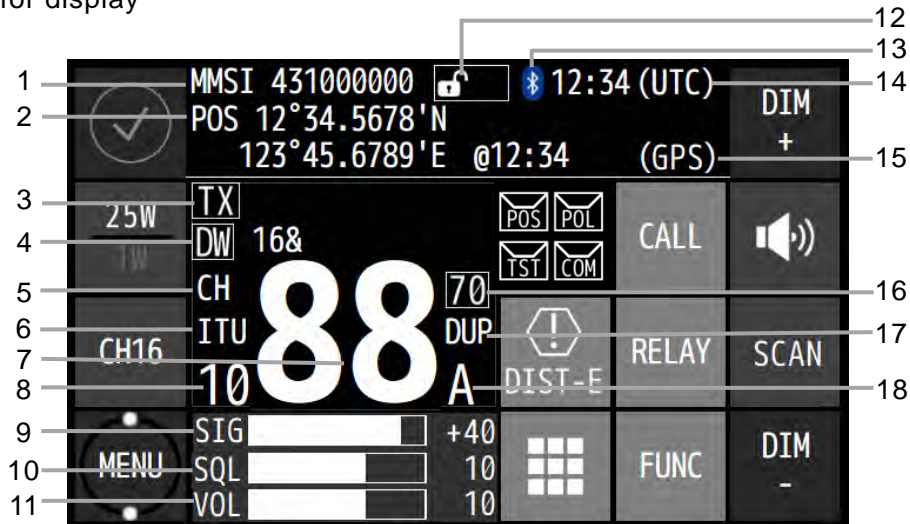 for display
12
13
1 MMSI 431000000 12:34 (UTC) 14
2 POS 12°34.5678'N DIM +
123°45.6789'E @12:34 (GPS) 15
3 TX 25W 1W POS POL CALL
4 DW 16& TST COM
5 CH 88 70 16
6 ITU DUP 17
7 CH16 DIST-E RELAY SCAN
8 10 A 18
9 SIG +40
10 MENU SQL 10 FUNC DIM -
11 VOL 10